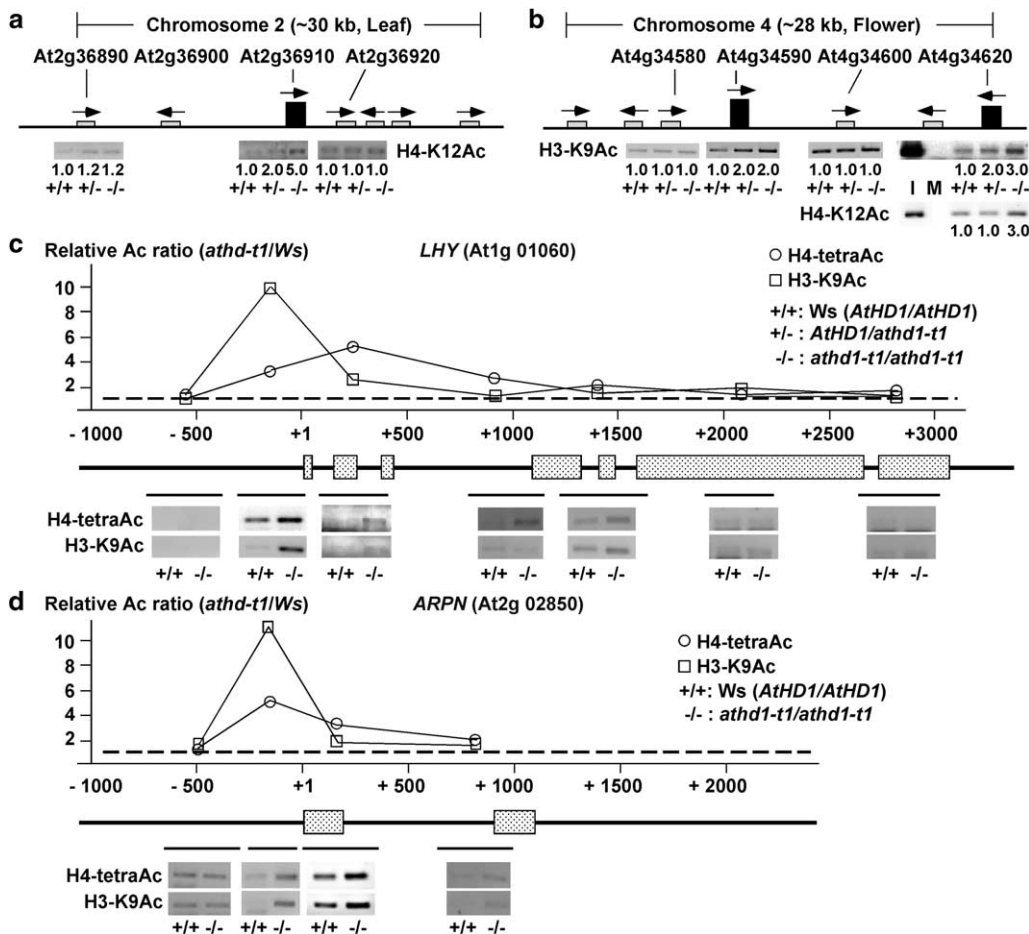 a
Chromosome 2 (~30 kb, Leaf)
At2g36890 At2g36900 At2g36910 At2g36920
H4-K12Ac
1.0 1.2 1.2 1.0 2.0 5.0 1.0 1.0 1.0
+/+ +/- -/- +/+ +/- -/- +/+ +/- -/-
b
Chromosome 4 (~28 kb, Flower)
At4g34580 At4g34590 At4g34600 At4g34620
H3-K9Ac
1.0 1.0 1.0 1.0 2.0 2.0 1.0 1.0 1.0 1.0 2.0 3.0
+/+ +/- -/- +/+ +/- -/- +/+ +/- -/- I M +/+ +/- -/-
H4-K12Ac
1.0 1.0 3.0
c
Relative Ac ratio (athd-t1/Ws) LHY (At1g 01060)
H4-tetraAc
H3-K9Ac
+/+: Ws (AtHD1/AtHD1)
+/- : AtHD1/athd1-t1
-/- : athd1-t1/athd1-t1
10
8
6
4
2
- 1000 - 500 +1 +500 +1000 +1500 +2000 +2500 +3000
H4-tetraAc
H3-K9Ac
+/+ -/- +/+ -/- +/+ -/- +/+ -/- +/+ -/- +/+ -/- +/+ -/-
d
Relative Ac ratio (athd-t1/Ws) ARPN (At2g 02850)
H4-tetraAc
H3-K9Ac
+/+: Ws (AtHD1/AtHD1)
-/- : athd1-t1/athd1-t1
10
8
6
4
2
- 1000 - 500 +1 + 500 + 1000 + 2000
H4-tetraAc
H3-K9Ac
+/+ -/- +/+ -/- +/+ -/- +/+ -/-